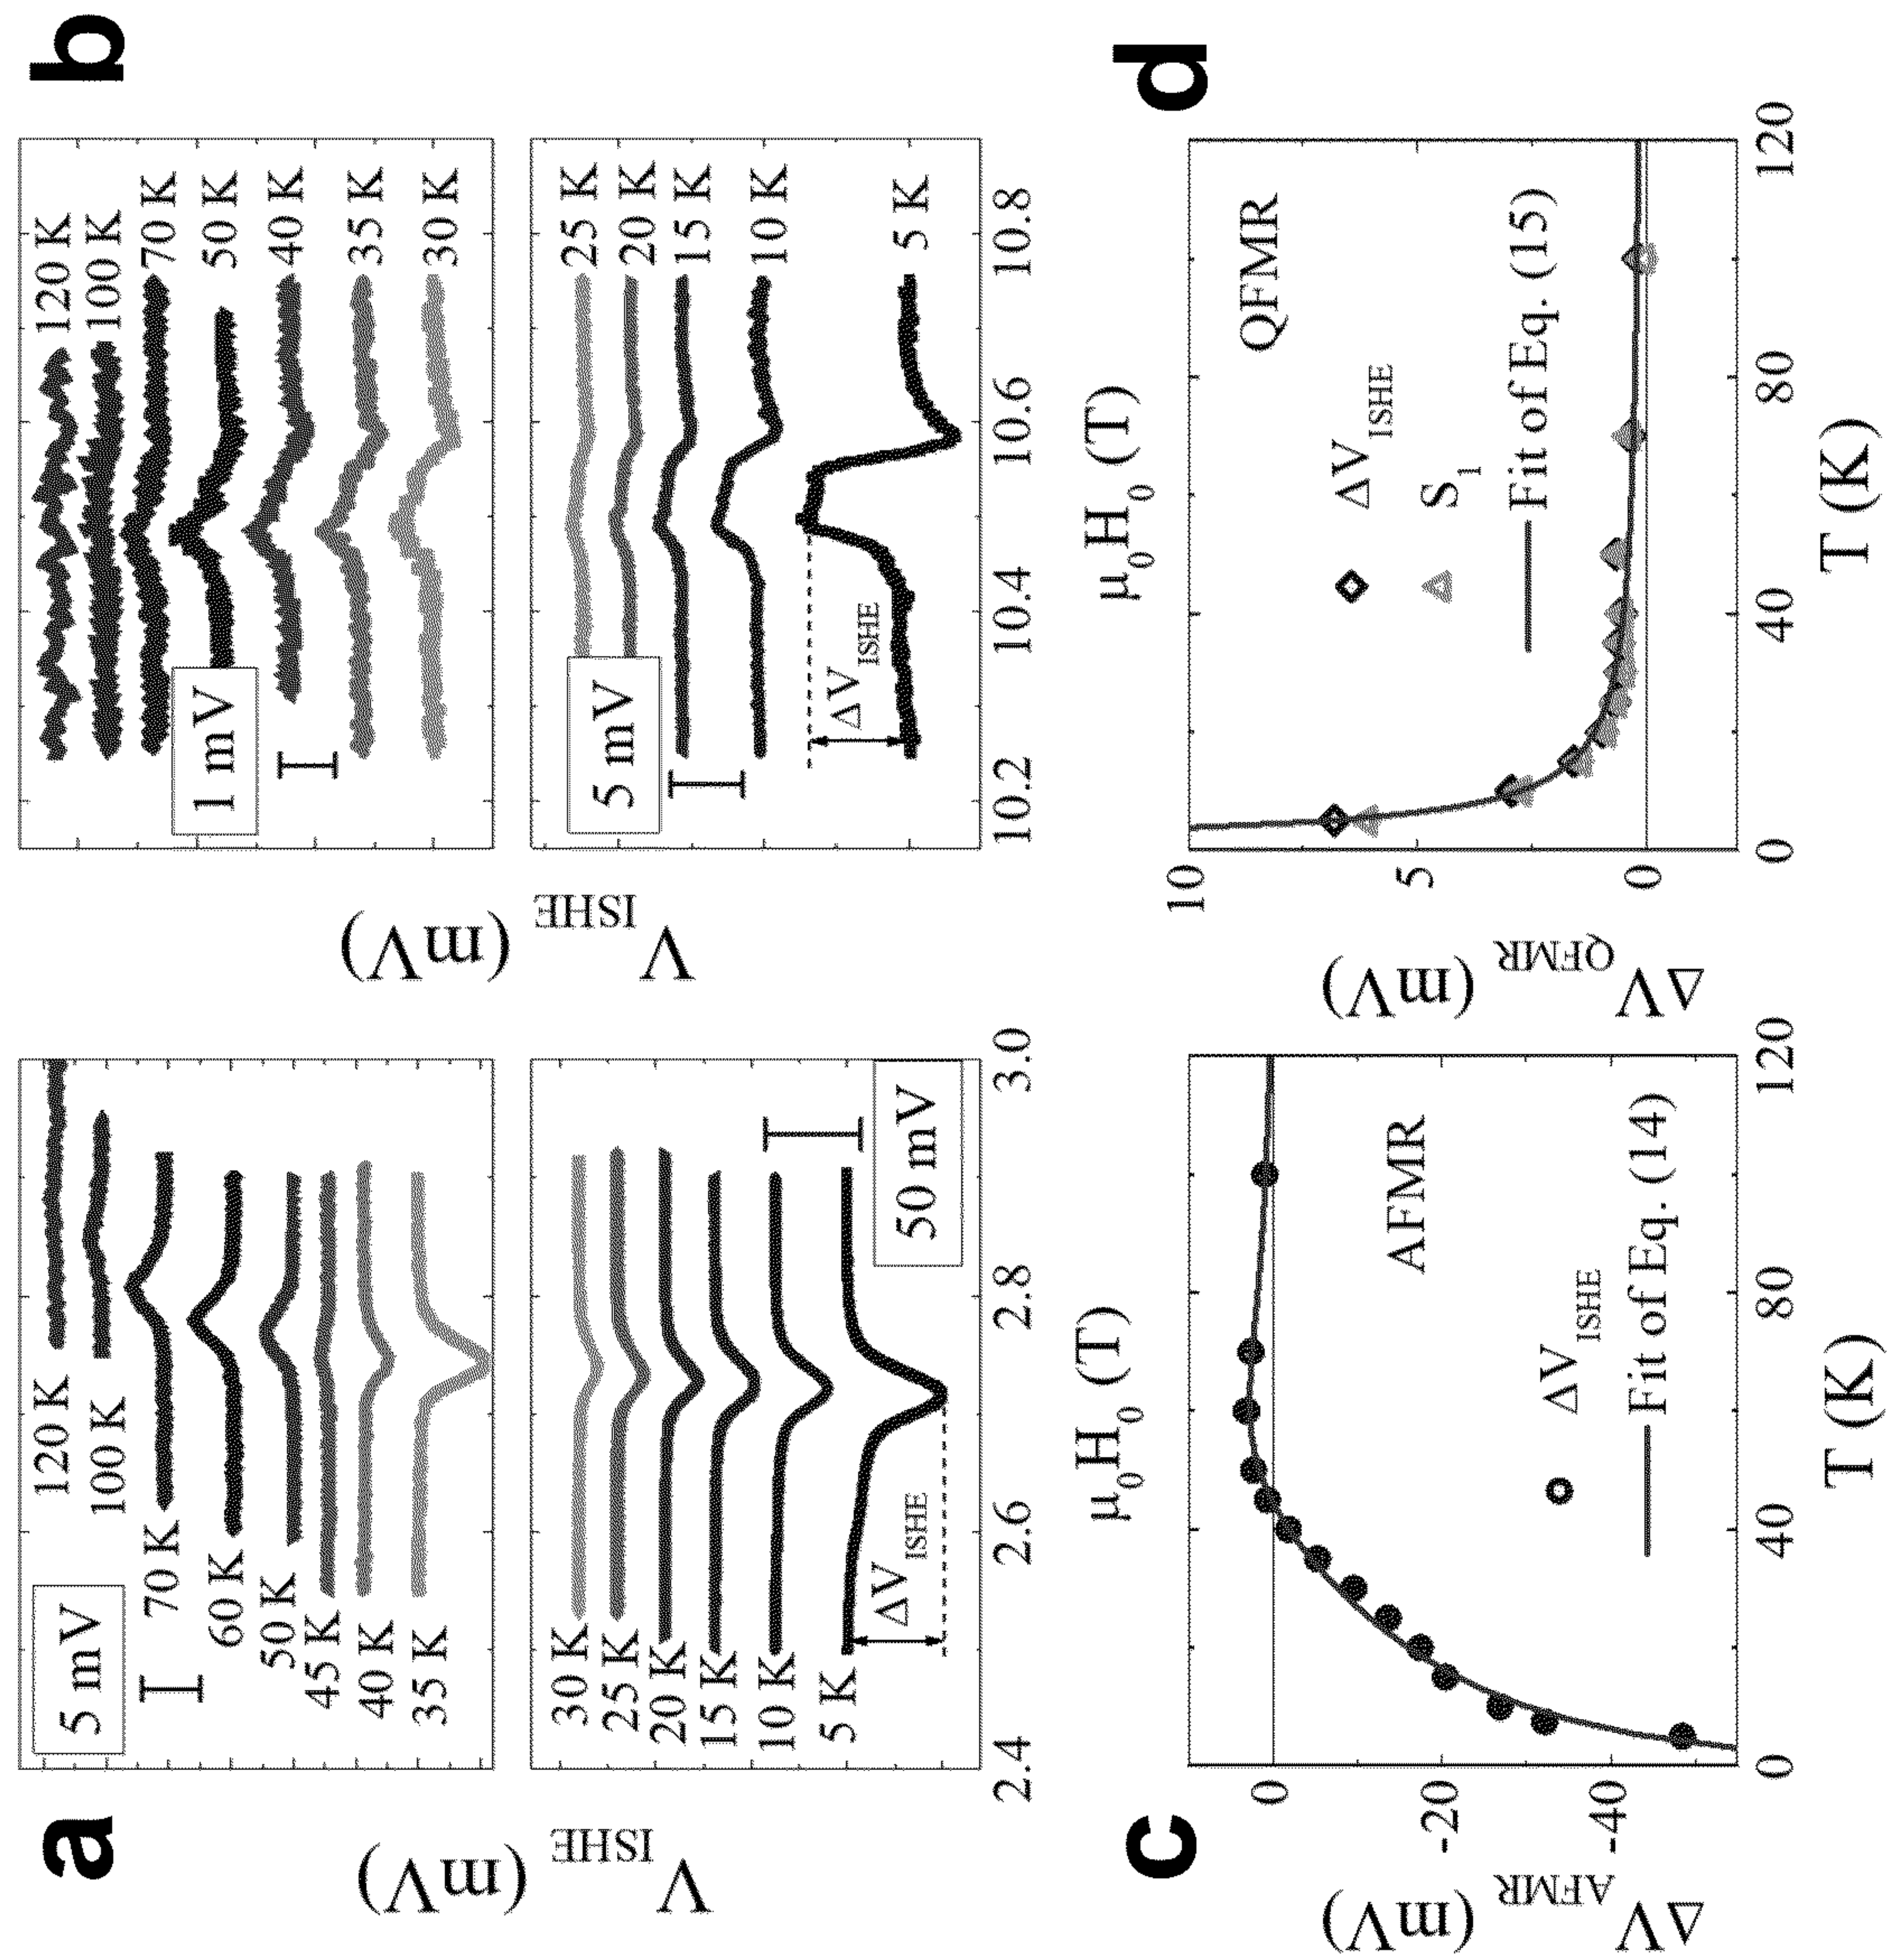 a
V_ISHE (mV)
5 mV
120 K
100 K
70 K
60 K
50 K
45 K
40 K
35 K
30 K
25 K
20 K
15 K
10 K
5 K
ΔV_ISHE
50 mV
2.4 2.6 2.8 3.0
μ₀H₀ (T)
b
V_ISHE (mV)
1 mV
120 K
100 K
70 K
50 K
40 K
35 K
30 K
5 mV
25 K
20 K
15 K
10 K
5 K
ΔV_ISHE
10.2 10.4 10.6 10.8
μ₀H₀ (T)
c
ΔV_AFMR (mV)
0
-20
-40
AFMR
ΔV_ISHE
Fit of Eq. (14)
0 40 80 120
T (K)
d
ΔV_QFMR (mV)
10
5
0
QFMR
ΔV_ISHE
S₁
Fit of Eq. (15)
0 40 80 120
T (K)